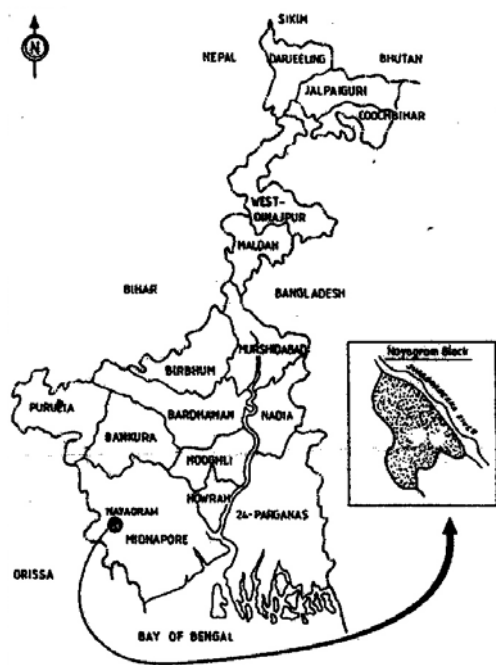 N
SIKIM
NEPAL
DARJEELING
BHUTAN
JALPAIGURI
COOCHBIHAR
WEST-
DINAJPUR
MALDAH
BIHAR
BANGLADESH
MURSHIDABAD
BIRBHUM
Nayagram Block
PURULIA
BARDHAMAN
NADIA
BANKURA
HOOGHLI
HOWRAH
NAYAGRAM
24-PARGANAS
MIDNAPORE
ORISSA
BAY OF BENGAL